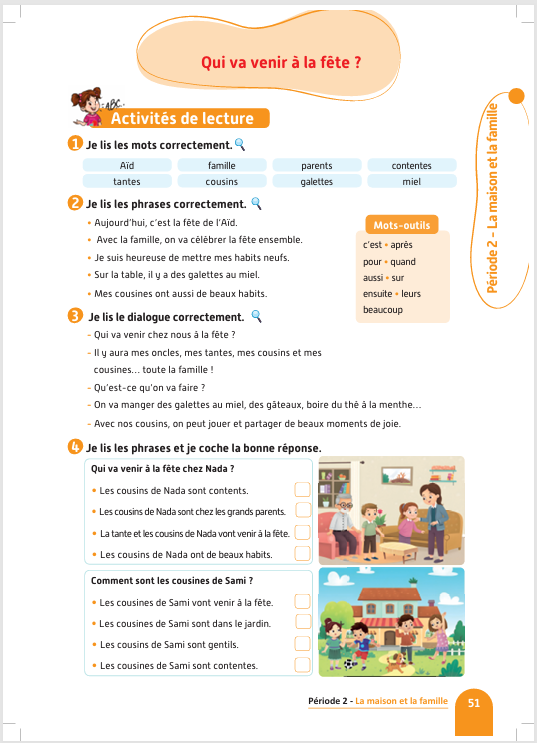 Qui va venir à la fête ?
ABC..
Activités de lecture
1 Je lis les mots correctement.
Aïd famille parents contentes
tantes cousins galettes miel
2 Je lis les phrases correctement.
• Aujourd'hui, c'est la fête de l'Aïd.
• Avec la famille, on va célèbrer la fête ensemble.
• Je suis heureuse de mettre mes habits neufs.
• Sur la table, il y a des galettes au miel.
• Mes cousines ont aussi de beaux habits.
Mots-outils
c'est • après
pour • quand
aussi • sur
ensuite • leurs
beaucoup
3 Je lis le dialogue correctement.
- Qui va venir chez nous à la fête ?
- Il y aura mes oncles, mes tantes, mes cousins et mes
cousines... toute la famille !
- Qu'est-ce qu'on va faire ?
- On va manger des galettes au miel, des gâteaux, boire du thé à la menthe...
- Avec nos cousins, on peut jouer et partager de beaux moments de joie.
4 Je lis les phrases et je coche la bonne réponse.
Qui va venir à la fête chez Nada ?
• Les cousins de Nada sont contents.
• Les cousins de Nada sont chez les grands parents.
• La tante et les cousins de Nada vont venir à la fête.
• Les cousins de Nada ont de beaux habits.
Comment sont les cousines de Sami ?
• Les cousines de Sami vont venir à la fête.
• Les cousines de Sami sont dans le jardin.
• Les cousins de Sami sont gentils.
• Les cousines de Sami sont contentes.
Période 2 – La maison et la famille
Période 2 - La maison et la famille
51